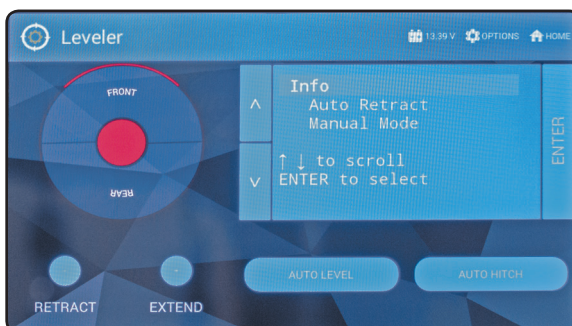 Leveler
13.39 V OPTIONS HOME
FRONT
REAR
Info
Auto Retract
Manual Mode
↑ ↓ to scroll
ENTER to select
ENTER
RETRACT
EXTEND
AUTO LEVEL
AUTO HITCH